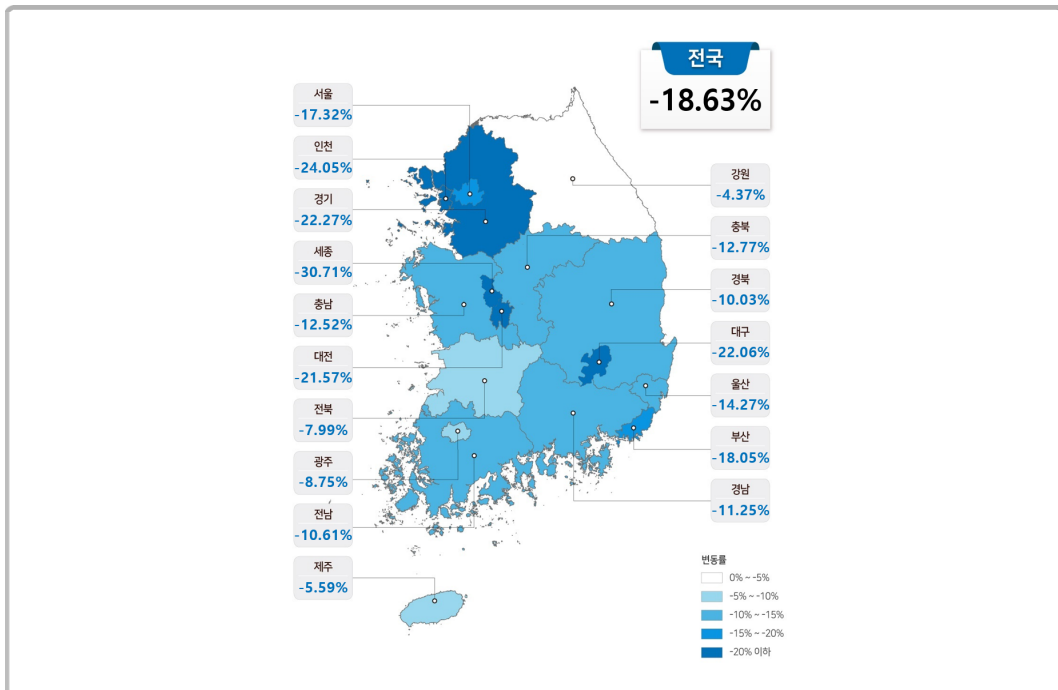 전국
-18.63%
서울
-17.32%
인천
-24.05%
경기
-22.27%
세종
-30.71%
충남
-12.52%
대전
-21.57%
전북
-7.99%
광주
-8.75%
전남
-10.61%
제주
-5.59%
강원
-4.37%
충북
-12.77%
경북
-10.03%
대구
-22.06%
울산
-14.27%
부산
-18.05%
경남
-11.25%
변동률
0% ~ -5%
-5% ~ -10%
-10% ~ -15%
-15% ~ -20%
-20% 이하